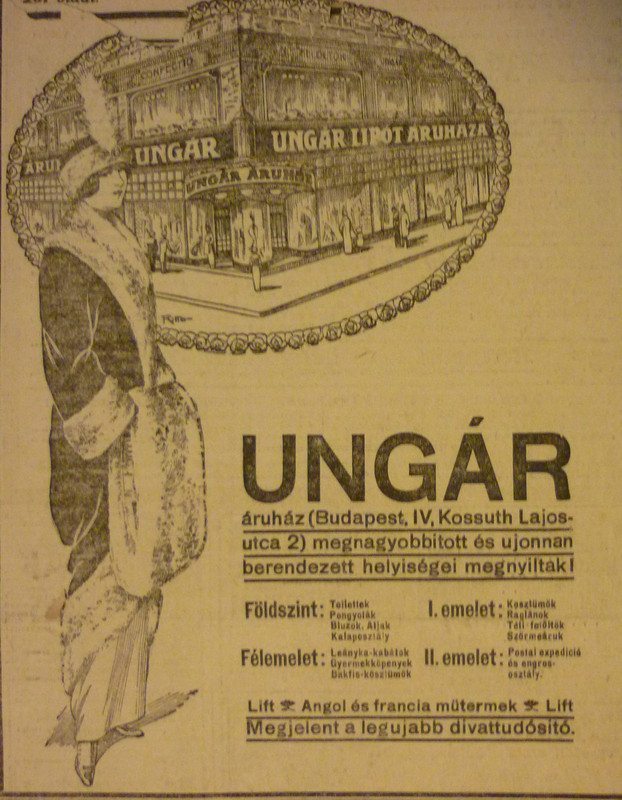 CONFECTIO
UNGÁR
UNGÁR LIPÓT ÁRUHÁZA
UNGÁR ÁRUHÁZ
UNGÁR
áruház (Budapest, IV, Kossuth Lajos-
utca 2) megnagyobbitott és ujonnan
berendezett helyiségei megnyiltak!
Földszint: Toilettek
Pongyolák
Bluzok, Aljak
Kalaposztály
I. emelet: Kosztümök
Raglánok
Téli felöltők
Szőrmeáruk
Félemelet: Leányka-kabátok
Gyermekköpenyek
Bakfis-kosztümök
II. emelet: Postai expedició
és engros-
osztály.
Lift Angol és francia mütermek Lift
Megjelent a legujabb divattudósitó.